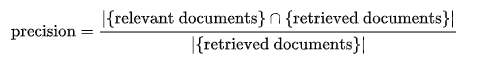 precision = |{relevant documents} ∩ {retrieved documents}|
|{retrieved documents}|